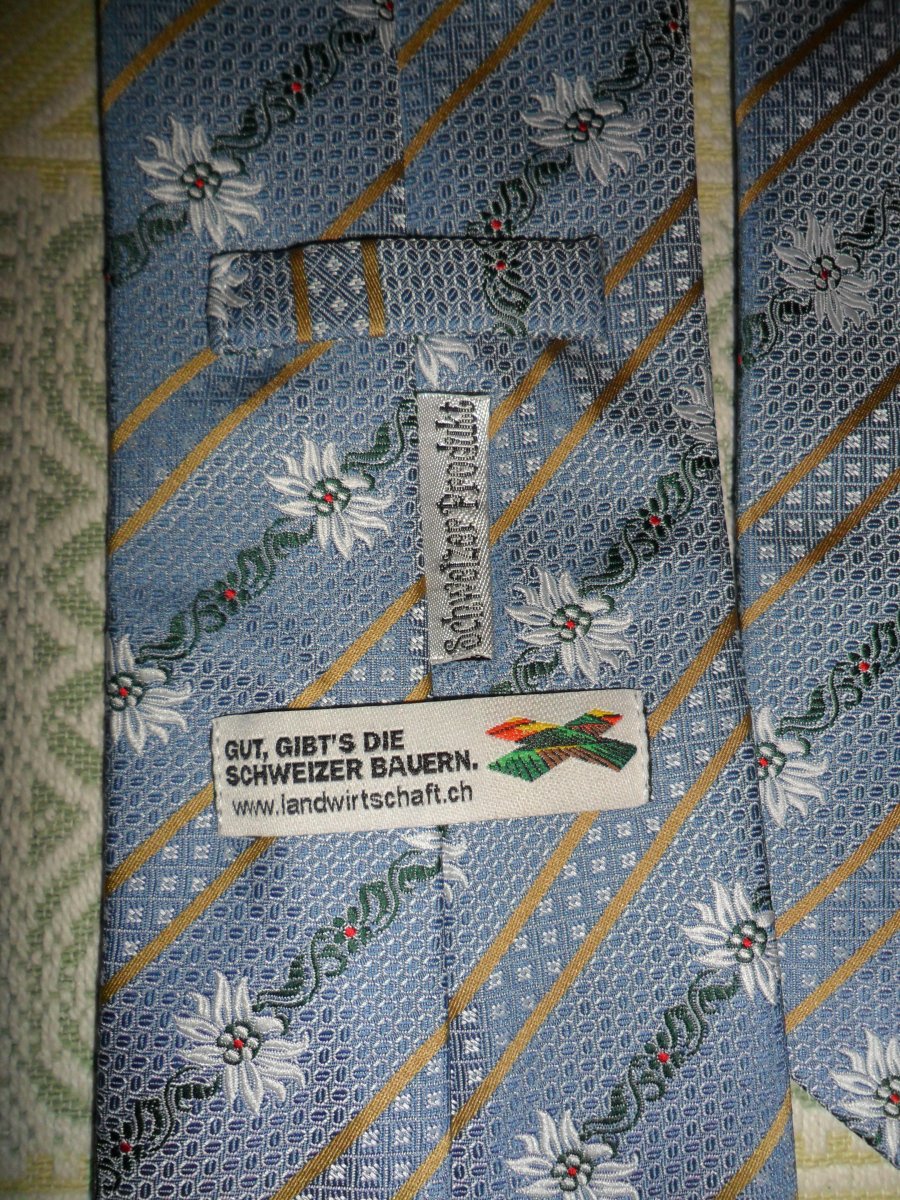 Schweizer Produkt
GUT, GIBT'S DIE
SCHWEIZER BAUERN.
www.landwirtschaft.ch